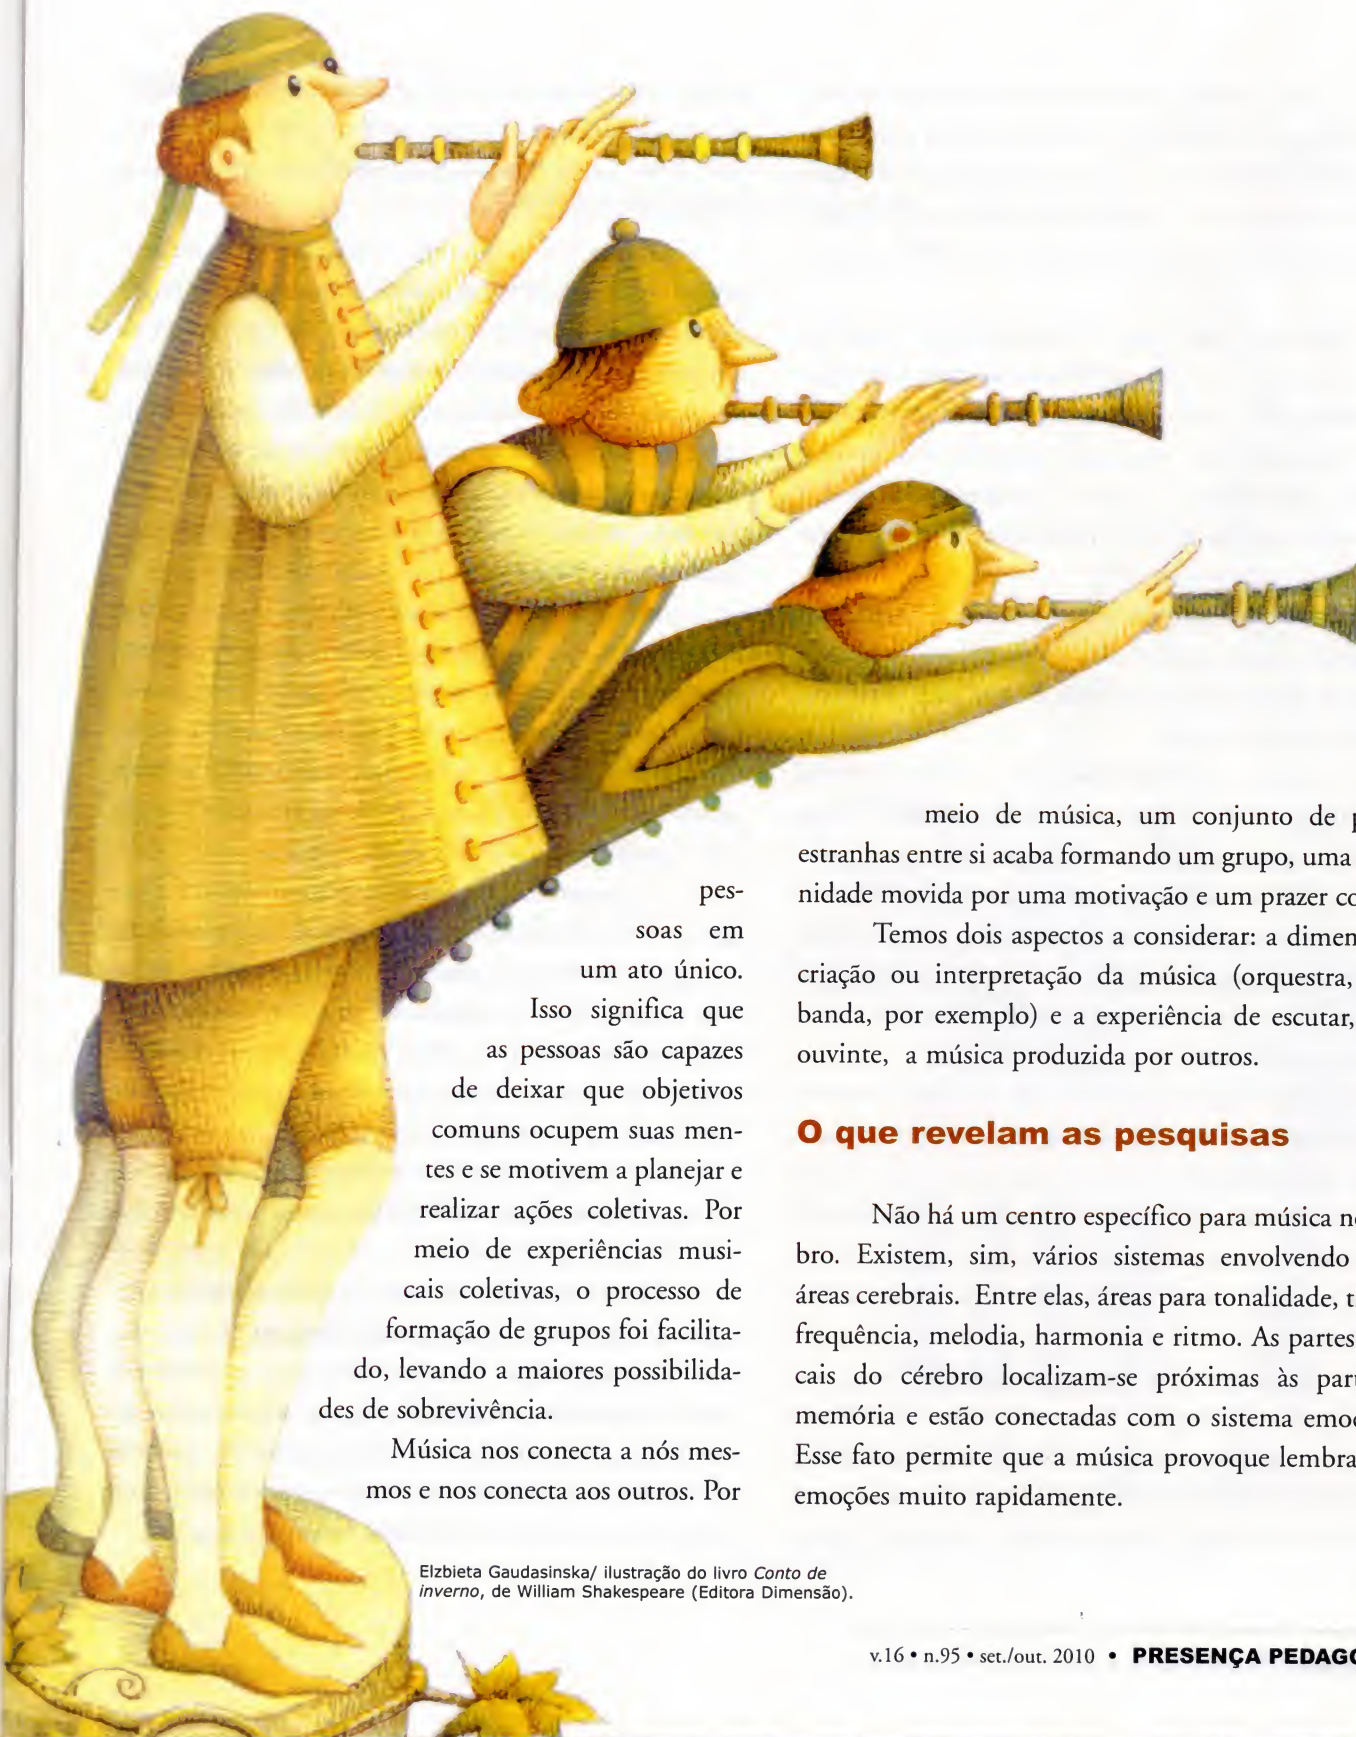 pes-
soas em
um ato único.
Isso significa que
as pessoas são capazes
de deixar que objetivos
comuns ocupem suas men-
tes e se motivem a planejar e
realizar ações coletivas. Por
meio de experiências musi-
cais coletivas, o processo de
formação de grupos foi facilita-
do, levando a maiores possibilida-
des de sobrevivência.
Música nos conecta a nós mes-
mos e nos conecta aos outros. Por
meio de música, um conjunto de
estranhas entre si acaba formando um grupo, uma
nidade movida por uma motivação e um prazer
Temos dois aspectos a considerar: a
criação ou interpretação da música (orquestra,
banda, por exemplo) e a experiência de escutar,
ouvinte, a música produzida por outros.
O que revelam as pesquisas
Não há um centro específico para música
bro. Existem, sim, vários sistemas envolvendo
áreas cerebrais. Entre elas, áreas para tonalidade,
frequência, melodia, harmonia e ritmo. As partes
cais do cérebro localizam-se próximas às
memória e estão conectadas com o sistema
Esse fato permite que a música provoque
emoções muito rapidamente.
Elzbieta Gaudasinska/ ilustração do livro Conto de
inverno, de William Shakespeare (Editora Dimensão).
v.16 • n.95 • set./out. 2010 • PRESENÇA